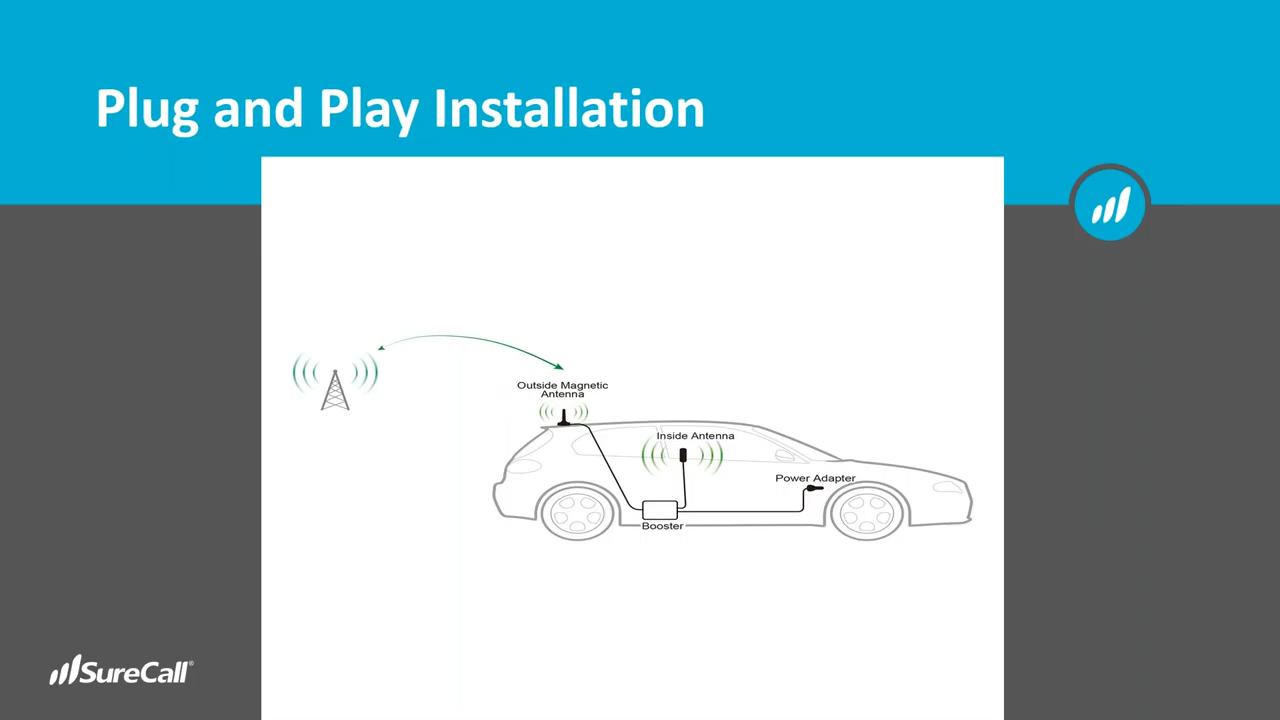 Plug and Play Installation
Outside Magnetic
Antenna
Inside Antenna
Power Adapter
Booster
SureCall®